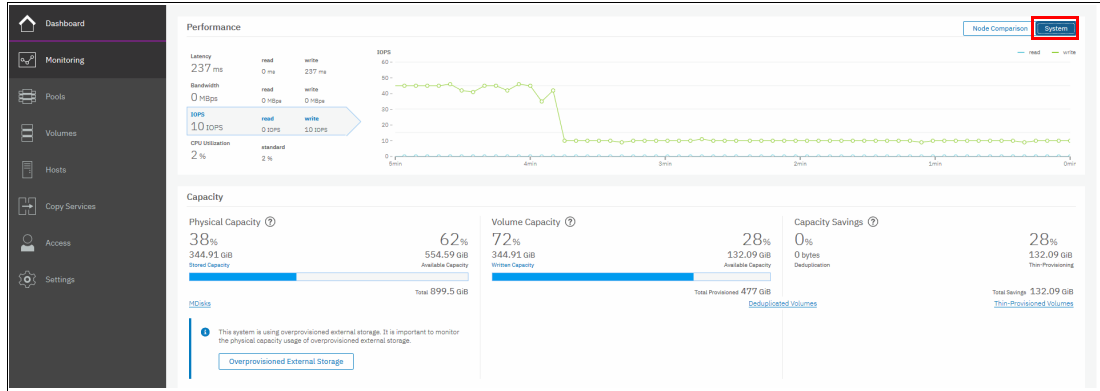 Dashboard
Monitoring
Pools
Volumes
Hosts
Copy Services
Access
Settings
Performance
Node Comparison
System
Latency
237 ms
read
0 ms
write
237 ms
Bandwidth
0 MBps
read
0 MBps
write
0 MBps
IOPS
10 IOPS
read
0 IOPS
write
10 IOPS
CPU Utilization
2 %
standard
2 %
IOPS
read
write
60
50
40
30
20
10
0
5min
4min
3min
2min
1min
0min
Capacity
Physical Capacity ?
38%
62%
344.91 GiB
554.59 GiB
Stored Capacity
Available Capacity
Total 899.5 GiB
MDisks
This system is using overprovisioned external storage. It is important to monitor
the physical capacity usage of overprovisioned external storage.
Overprovisioned External Storage
Volume Capacity ?
72%
28%
344.91 GiB
132.09 GiB
Written Capacity
Available Capacity
Total Provisioned 477 GiB
Capacity Savings ?
0%
28%
0 bytes
132.09 GiB
Deduplication
Thin-Provisioning
Total Savings 132.09 GiB
Deduplicated Volumes
Thin-Provisioned Volumes